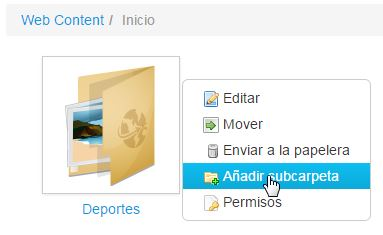 Web Content / Inicio
Editar
Mover
Enviar a la papelera
Añadir subcarpeta
Permisos
Deportes